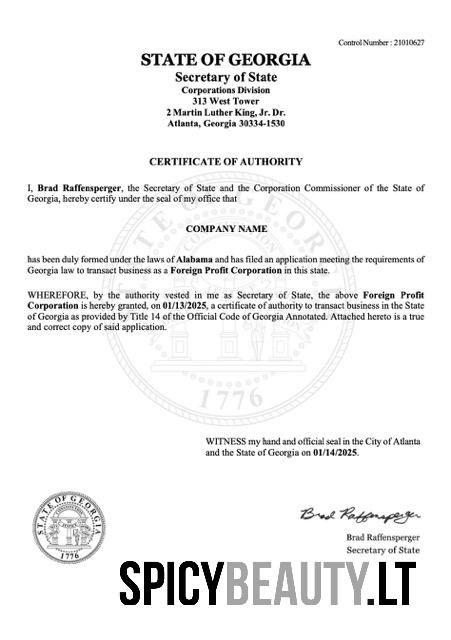 Control Number : 21010627
STATE OF GEORGIA
Secretary of State
Corporations Division
313 West Tower
2 Martin Luther King, Jr. Dr.
Atlanta, Georgia 30334-1530
CERTIFICATE OF AUTHORITY
I, Brad Raffensperger, the Secretary of State and the Corporation Commissioner of the State of
Georgia, hereby certify under the seal of my office that
COMPANY NAME
has been duly formed under the laws of Alabama and has filed an application meeting the requirements of
Georgia law to transact business as a Foreign Profit Corporation in this state.
WHEREFORE, by the authority vested in me as Secretary of State, the above Foreign Profit
Corporation is hereby granted, on 01/13/2025, a certificate of authority to transact business in the State
of Georgia as provided by Title 14 of the Official Code of Georgia Annotated. Attached hereto is a true
and correct copy of said application.
STATE OF GEORGIA
1776
WITNESS my hand and official seal in the City of Atlanta
and the State of Georgia on 01/14/2025.
STATE OF GEORGIA
1776
Brad Raffensperger
Brad Raffensperger
Secretary of State
SPICYBEAUTY.LT